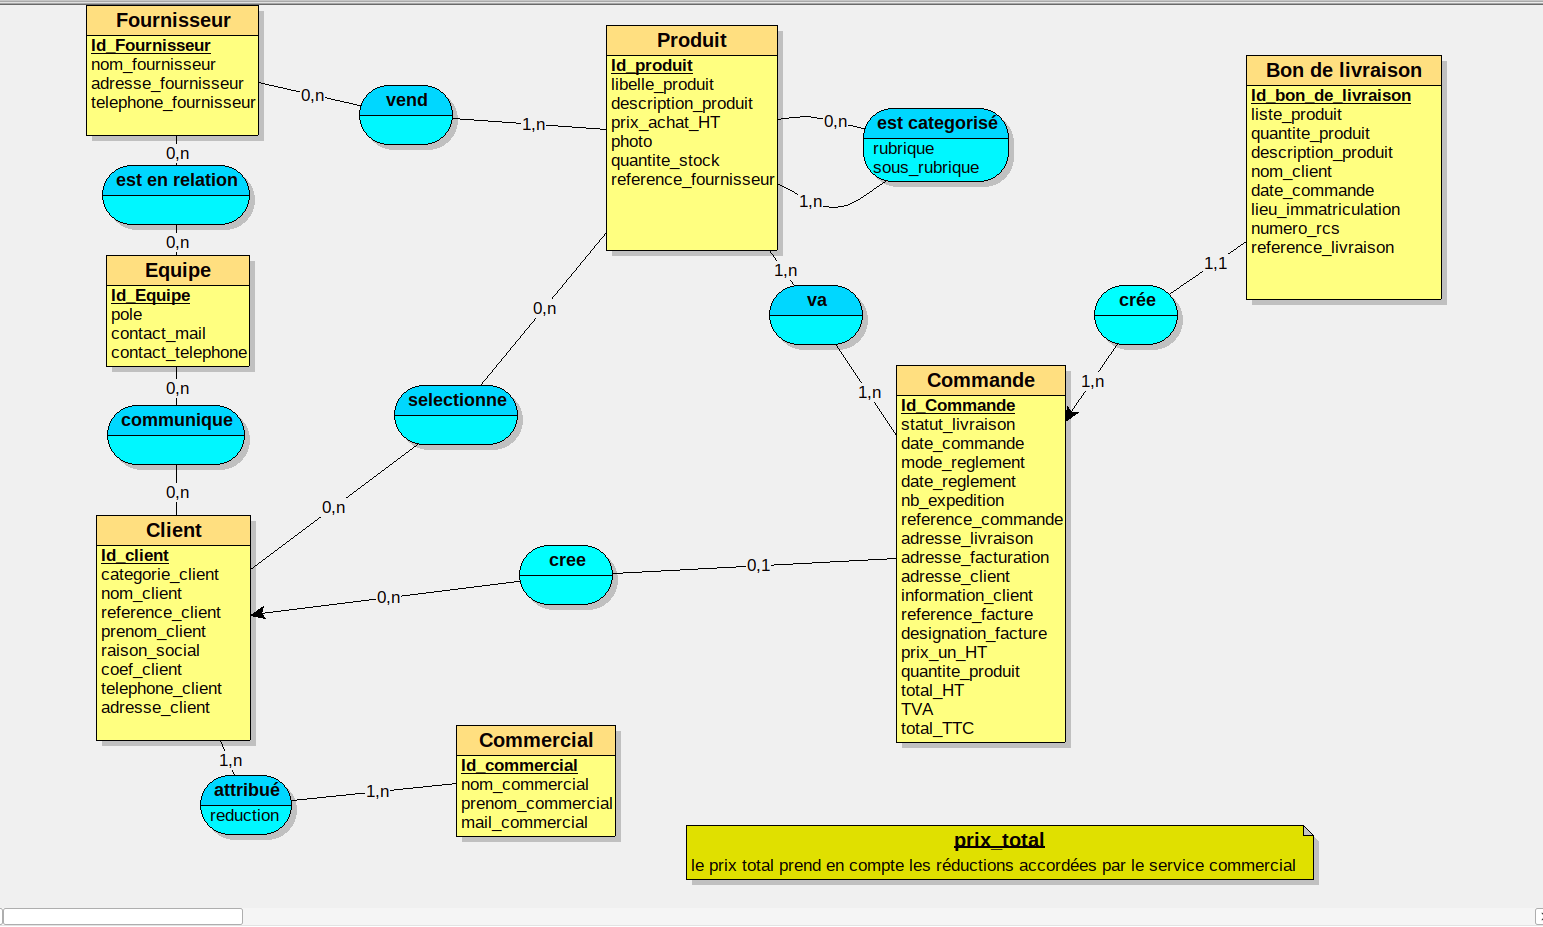 Fournisseur
Id_Fournisseur
nom_fournisseur
adresse_fournisseur
telephone_fournisseur
0,n
vend
1,n
Produit
Id_produit
libelle_produit
description_produit
prix_achat_HT
photo
quantite_stock
reference_fournisseur
0,n
est categorisé
rubrique
sous_rubrique
1,n
Bon de livraison
Id_bon_de_livraison
liste_produit
quantite_produit
description_produit
nom_client
date_commande
lieu_immatriculation
numero_rcs
reference_livraison
0,n
est en relation
0,n
Equipe
Id_Equipe
pole
contact_mail
contact_telephone
0,n
communique
0,n
0,n
selectionne
0,n
1,n
va
1,n
1,1
crée
1,n
Commande
Id_Commande
statut_livraison
date_commande
mode_reglement
date_reglement
nb_expedition
reference_commande
adresse_livraison
adresse_facturation
adresse_client
information_client
reference_facture
designation_facture
prix_un_HT
quantite_produit
total_HT
TVA
total_TTC
Client
Id_client
categorie_client
nom_client
reference_client
prenom_client
raison_social
coef_client
telephone_client
adresse_client
0,n
cree
0,1
1,n
attribué
reduction
1,n
Commercial
Id_commercial
nom_commercial
prenom_commercial
mail_commercial
prix_total
le prix total prend en compte les réductions accordées par le service commercial